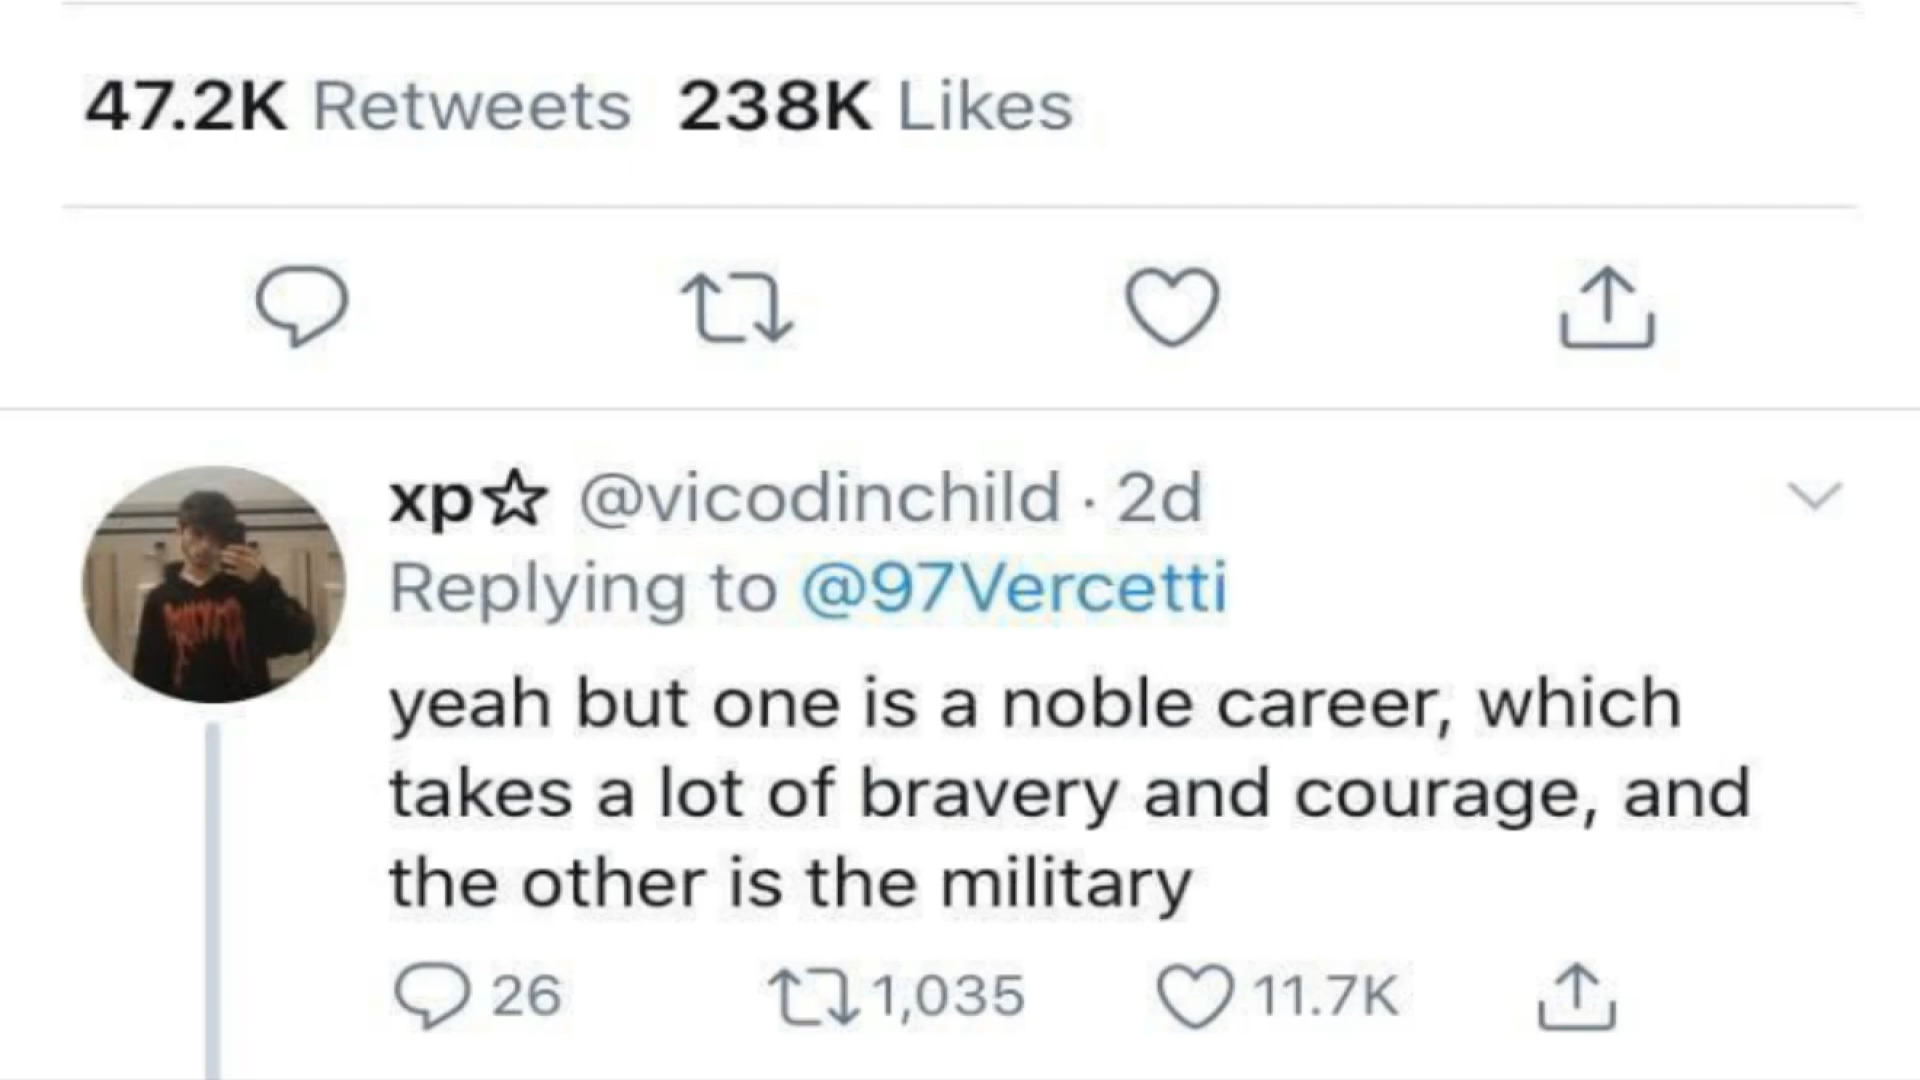 47.2K Retweets 238K Likes
xp☆ @vicodinchild · 2d
Replying to @97Vercetti
yeah but one is a noble career, which
takes a lot of bravery and courage, and
the other is the military
26 1,035 11.7K